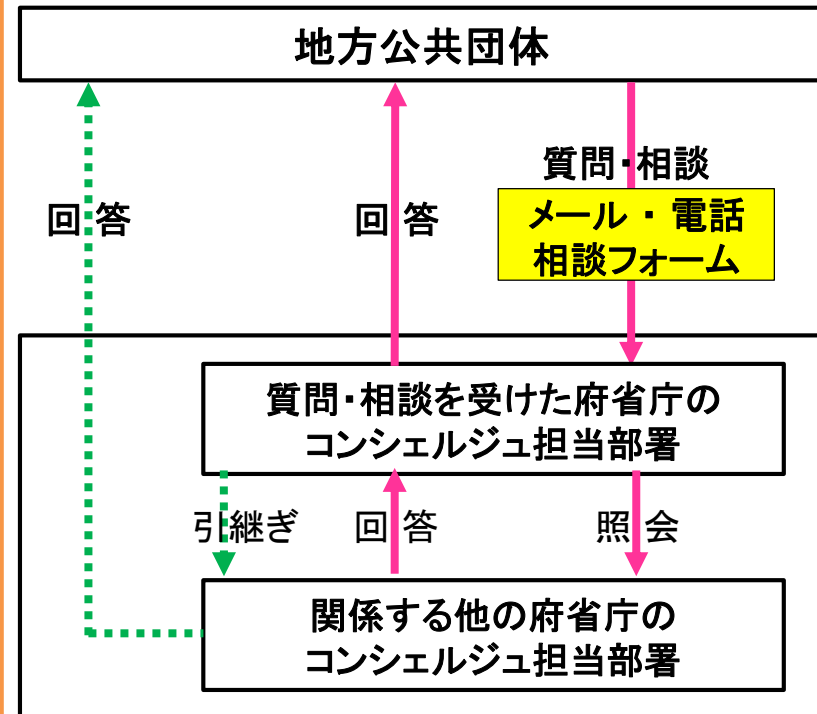 地方公共団体
質問・相談
回答
回答
メール ・ 電話
相談フォーム
質問・相談を受けた府省庁の
コンシェルジュ担当部署
引継ぎ
回答
照会
関係する他の府省庁の
コンシェルジュ担当部署